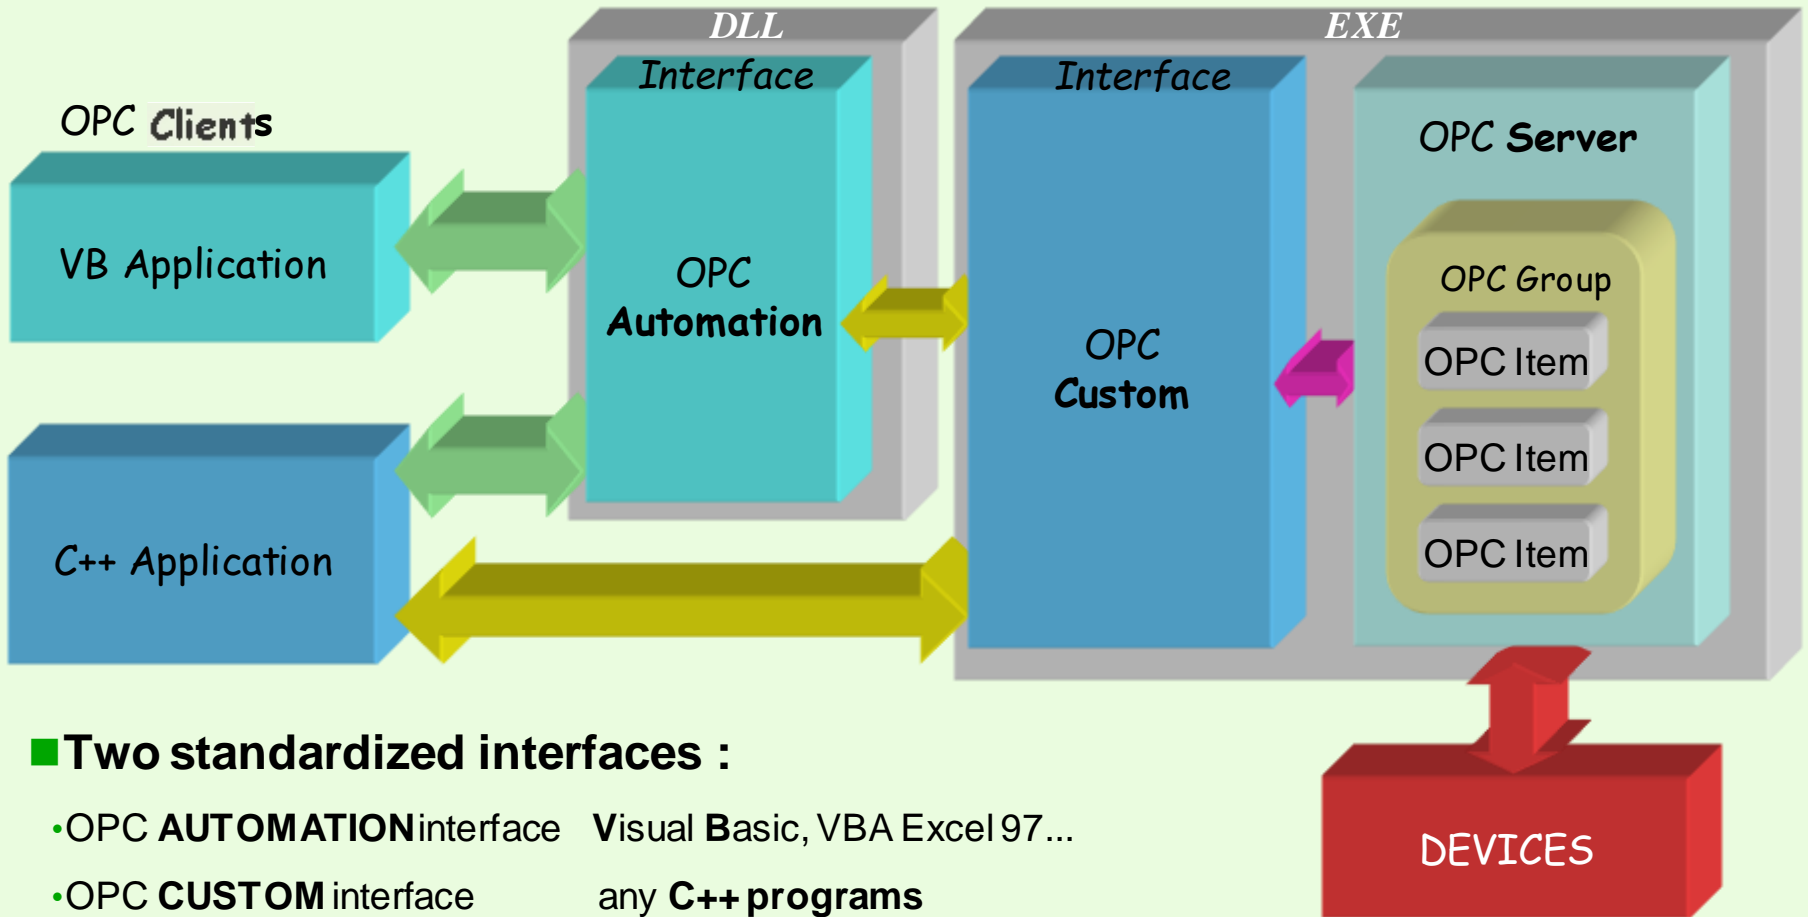 DLL
EXE
Interface
Interface
OPC Clients
OPC Server
VB Application
OPC
Automation
OPC
Custom
OPC Group
OPC Item
OPC Item
OPC Item
C++ Application
Two standardized interfaces :
•OPC AUTOMATION interface Visual Basic, VBA Excel 97...
•OPC CUSTOM interface any C++ programs
DEVICES